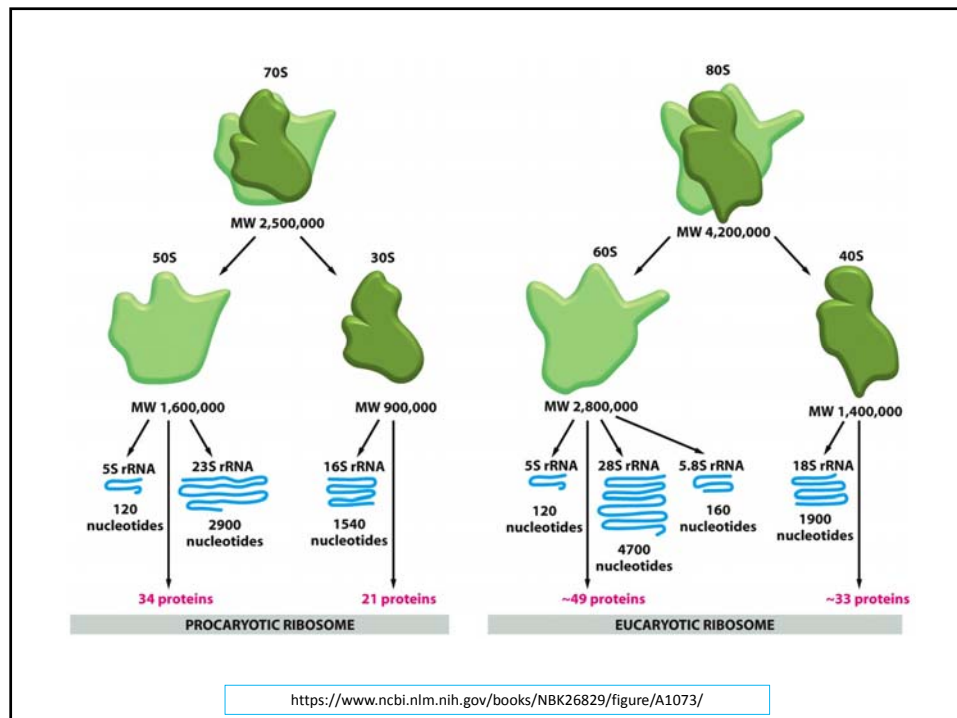 70S
MW 2,500,000
50S
30S
MW 1,600,000
MW 900,000
5S rRNA
120
nucleotides
23S rRNA
2900
nucleotides
16S rRNA
1540
nucleotides
34 proteins
21 proteins
PROCARYOTIC RIBOSOME
80S
MW 4,200,000
60S
40S
MW 2,800,000
MW 1,400,000
5S rRNA
120
nucleotides
28S rRNA
4700
nucleotides
5.8S rRNA
160
nucleotides
18S rRNA
1900
nucleotides
~49 proteins
~33 proteins
EUCARYOTIC RIBOSOME
https://www.ncbi.nlm.nih.gov/books/NBK26829/figure/A1073/